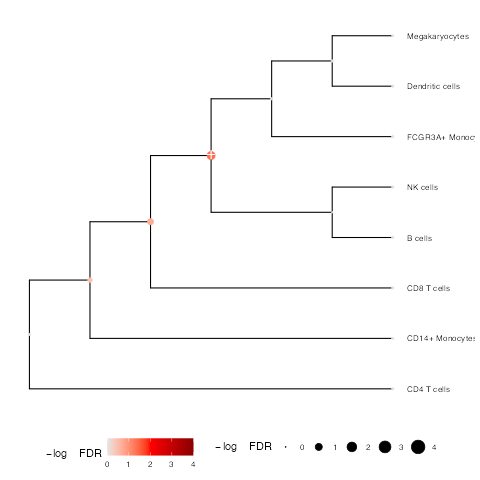 Megakaryocytes
Dendritic cells
FCGR3A+ Monoc
NK cells
B cells
CD8 T cells
CD14+ Monocytes
CD4 T cells
−log FDR
0 1 2 3 4
−log FDR 0 1 2 3 4